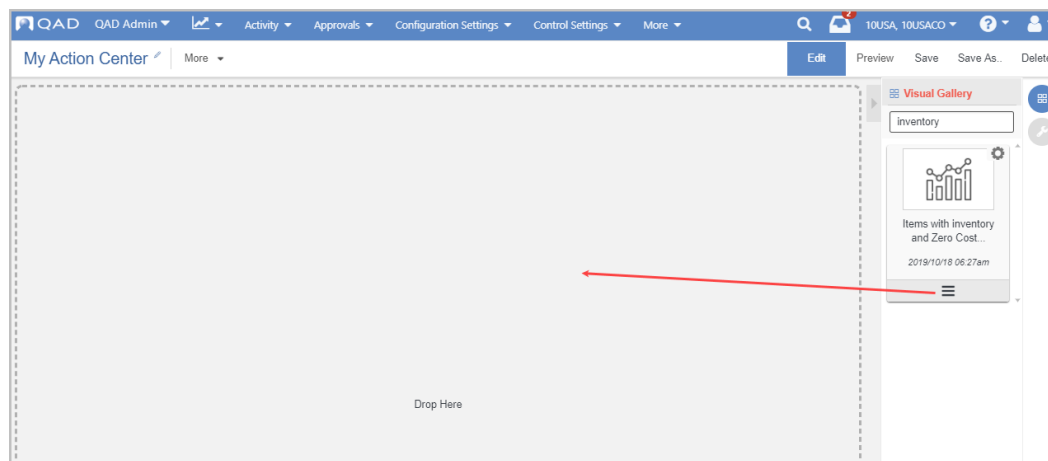 QAD QAD Admin Activity Approvals Configuration Settings Control Settings More 2 10USA, 10USACO ?
My Action Center More Edit Preview Save Save As.. Delete
Visual Gallery
inventory
Items with inventory
and Zero Cost...
2019/10/18 06:27am
Drop Here